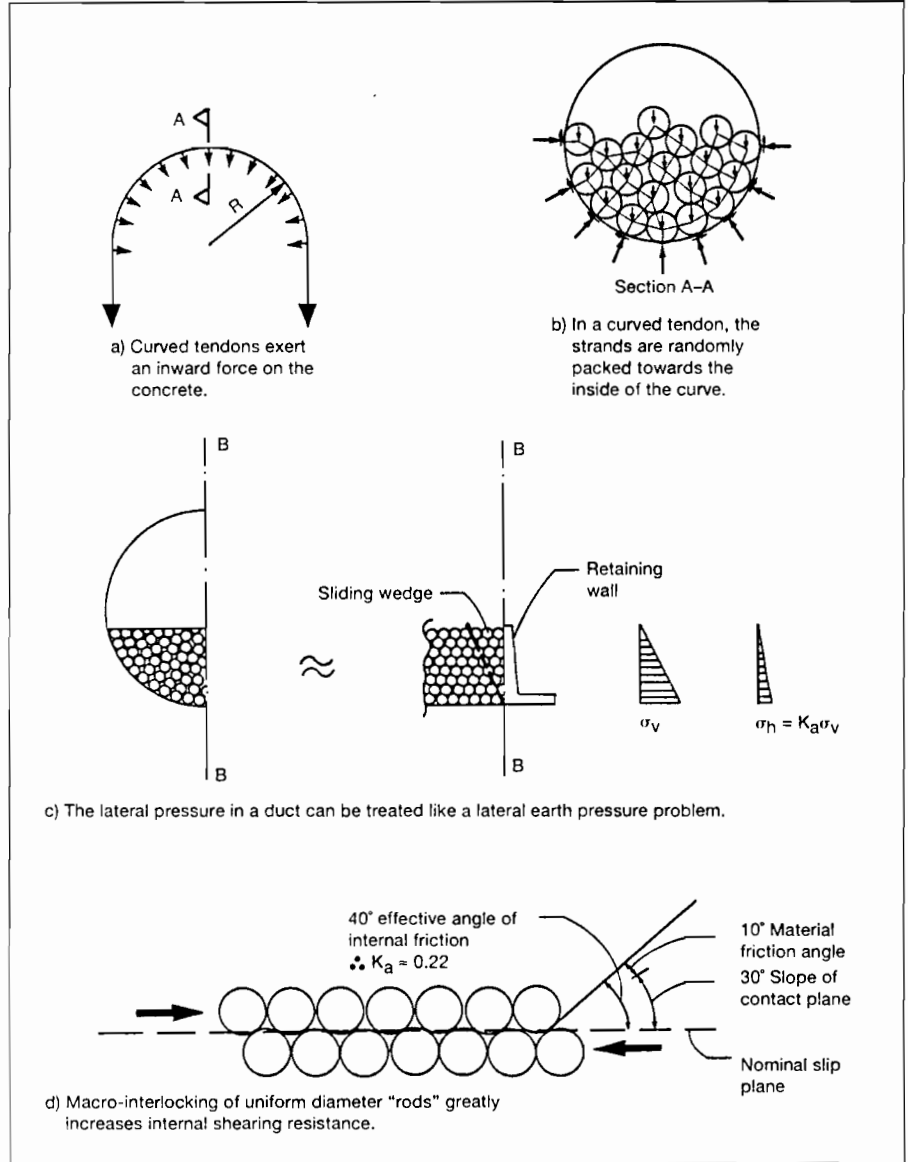 A
A
R
a) Curved tendons exert
an inward force on the
concrete.
Section A–A
b) In a curved tendon, the
strands are randomly
packed towards the
inside of the curve.
B
B
Sliding wedge
Retaining
wall
≈
B
B
σv
σh = Kaσv
c) The lateral pressure in a duct can be treated like a lateral earth pressure problem.
40° effective angle of
internal friction
∴ Ka = 0.22
10° Material
friction angle
30° Slope of
contact plane
Nominal slip
plane
d) Macro-interlocking of uniform diameter “rods” greatly
increases internal shearing resistance.